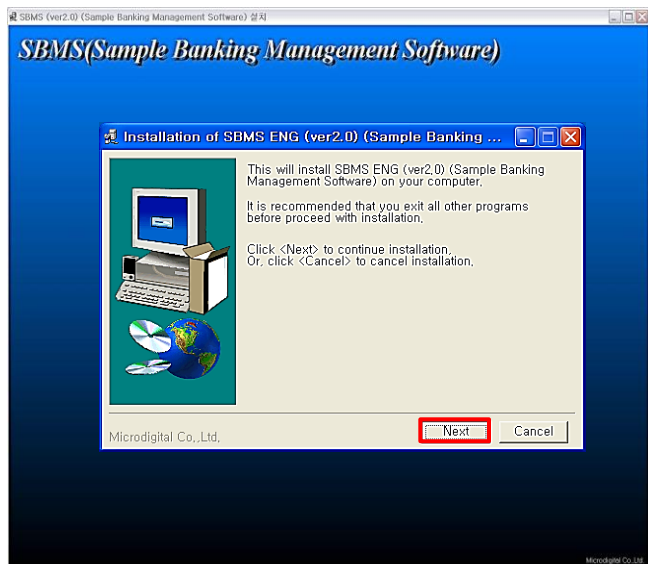 SBMS (ver2.0) (Sample Banking Management Software) 설치
SBMS(Sample Banking Management Software)
Installation of SBMS ENG (ver2.0) (Sample Banking ...
This will install SBMS ENG (ver2.0) (Sample Banking
Management Software) on your computer.
It is recommended that you exit all other programs
before proceed with installation.
Click <Next> to continue installation.
Or, click <Cancel> to cancel installation.
Microdigital Co.,Ltd.
Next
Cancel
Microdigital Co.,Ltd.